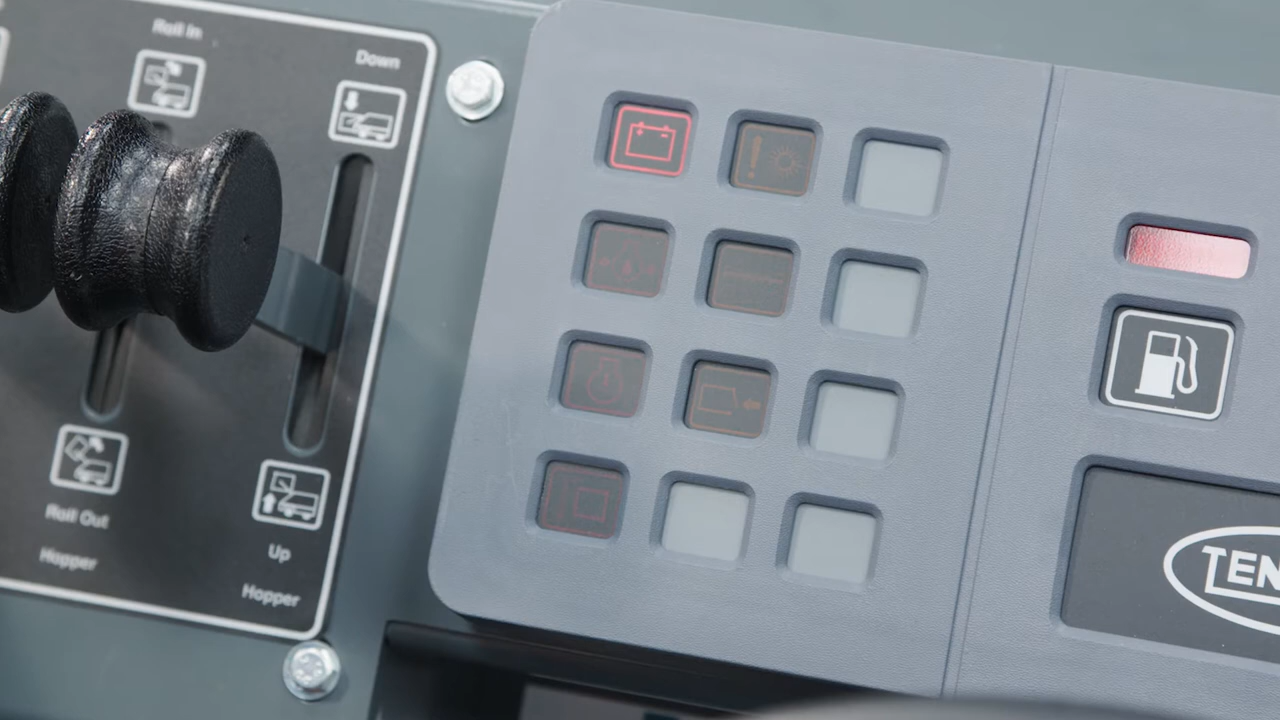 Roll In
Down
Roll Out
Hopper
Up
Hopper
TEN